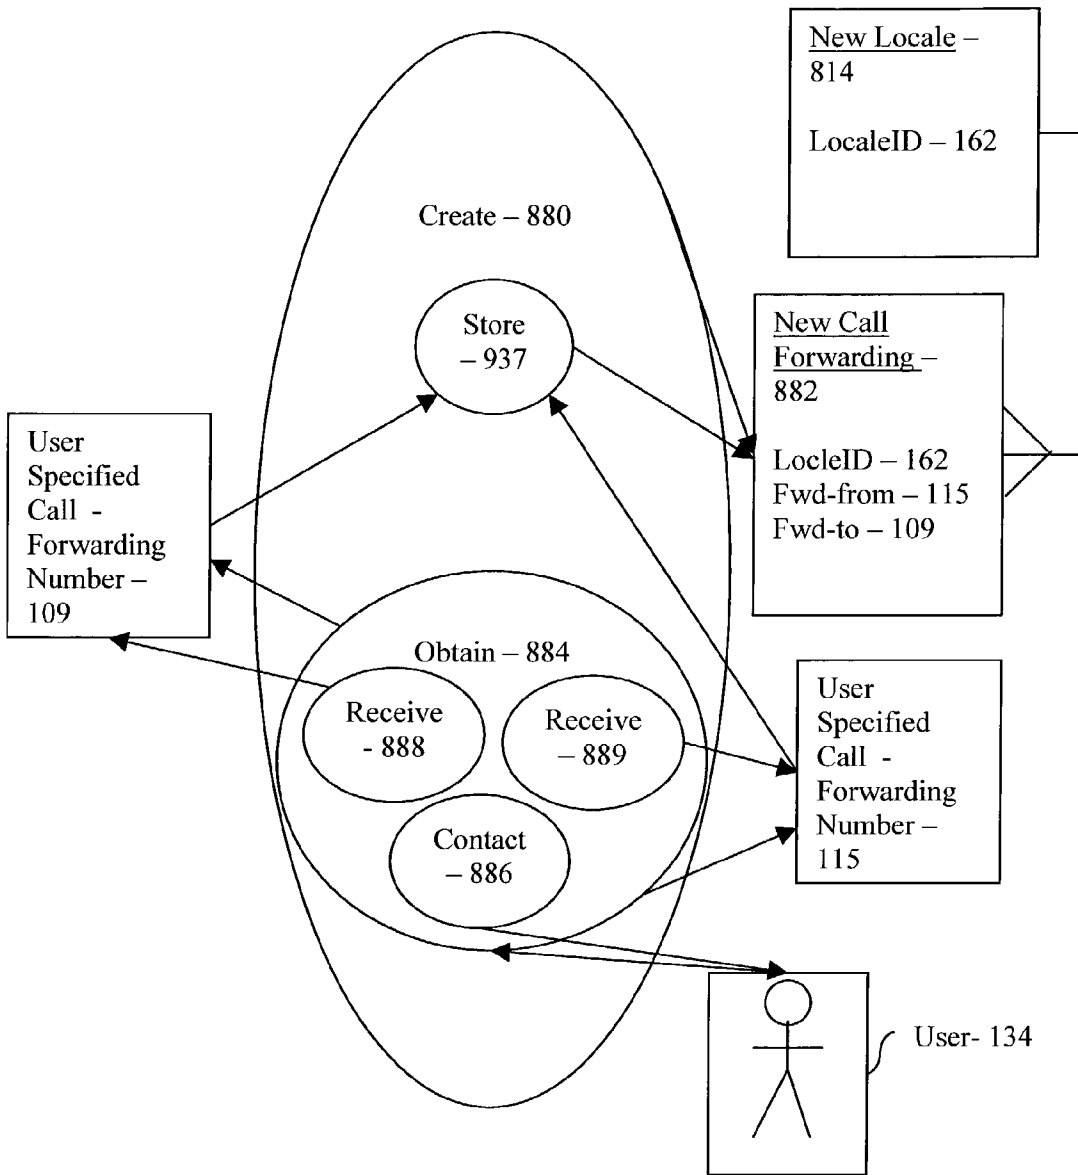 New Locale –
814
LocaleID – 162
Create – 880
Store
– 937
New Call
Forwarding –
882
LocleID – 162
Fwd-from – 115
Fwd-to – 109
User
Specified
Call -
Forwarding
Number –
109
Obtain – 884
Receive
- 888
Receive
– 889
Contact
– 886
User
Specified
Call -
Forwarding
Number –
115
User- 134